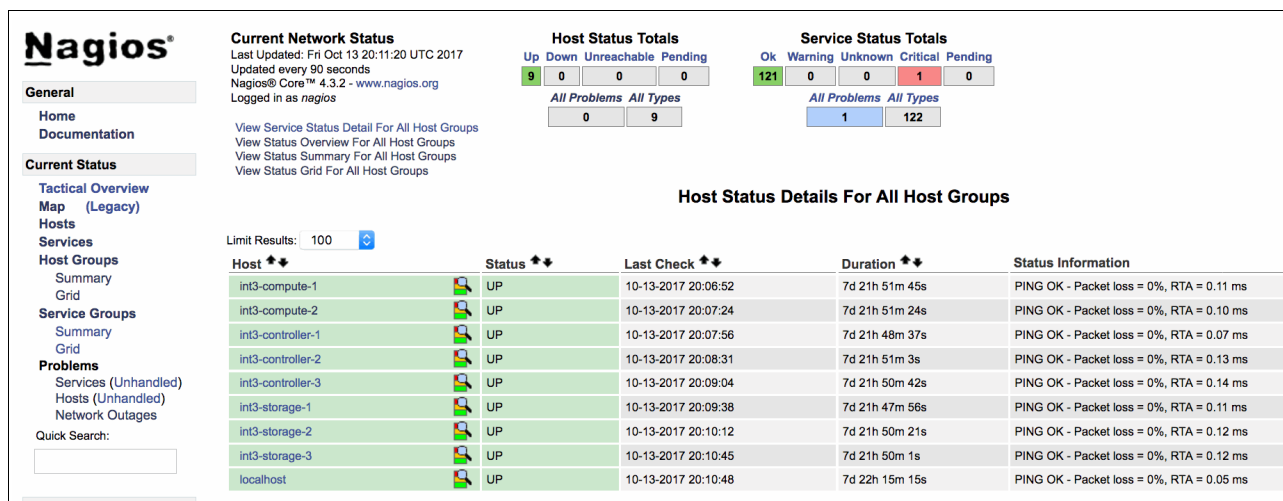 Nagios®
General
Home
Documentation
Current Status
Tactical Overview
Map (Legacy)
Hosts
Services
Host Groups
Summary
Grid
Service Groups
Summary
Grid
Problems
Services (Unhandled)
Hosts (Unhandled)
Network Outages
Quick Search:
Current Network Status
Last Updated: Fri Oct 13 20:11:20 UTC 2017
Updated every 90 seconds
Nagios® Core™ 4.3.2 - www.nagios.org
Logged in as nagios
View Service Status Detail For All Host Groups
View Status Overview For All Host Groups
View Status Summary For All Host Groups
View Status Grid For All Host Groups
Host Status Totals
Up Down Unreachable Pending
9 0 0 0
All Problems All Types
0 9
Service Status Totals
Ok Warning Unknown Critical Pending
121 0 0 1 0
All Problems All Types
1 122
Host Status Details For All Host Groups
Limit Results: 100
Host Status Last Check Duration Status Information
int3-compute-1 UP 10-13-2017 20:06:52 7d 21h 51m 45s PING OK - Packet loss = 0%, RTA = 0.11 ms
int3-compute-2 UP 10-13-2017 20:07:24 7d 21h 51m 24s PING OK - Packet loss = 0%, RTA = 0.10 ms
int3-controller-1 UP 10-13-2017 20:07:56 7d 21h 48m 37s PING OK - Packet loss = 0%, RTA = 0.07 ms
int3-controller-2 UP 10-13-2017 20:08:31 7d 21h 51m 3s PING OK - Packet loss = 0%, RTA = 0.13 ms
int3-controller-3 UP 10-13-2017 20:09:04 7d 21h 50m 42s PING OK - Packet loss = 0%, RTA = 0.14 ms
int3-storage-1 UP 10-13-2017 20:09:38 7d 21h 47m 56s PING OK - Packet loss = 0%, RTA = 0.11 ms
int3-storage-2 UP 10-13-2017 20:10:12 7d 21h 50m 21s PING OK - Packet loss = 0%, RTA = 0.12 ms
int3-storage-3 UP 10-13-2017 20:10:45 7d 21h 50m 1s PING OK - Packet loss = 0%, RTA = 0.12 ms
localhost UP 10-13-2017 20:10:48 7d 22h 15m 15s PING OK - Packet loss = 0%, RTA = 0.05 ms